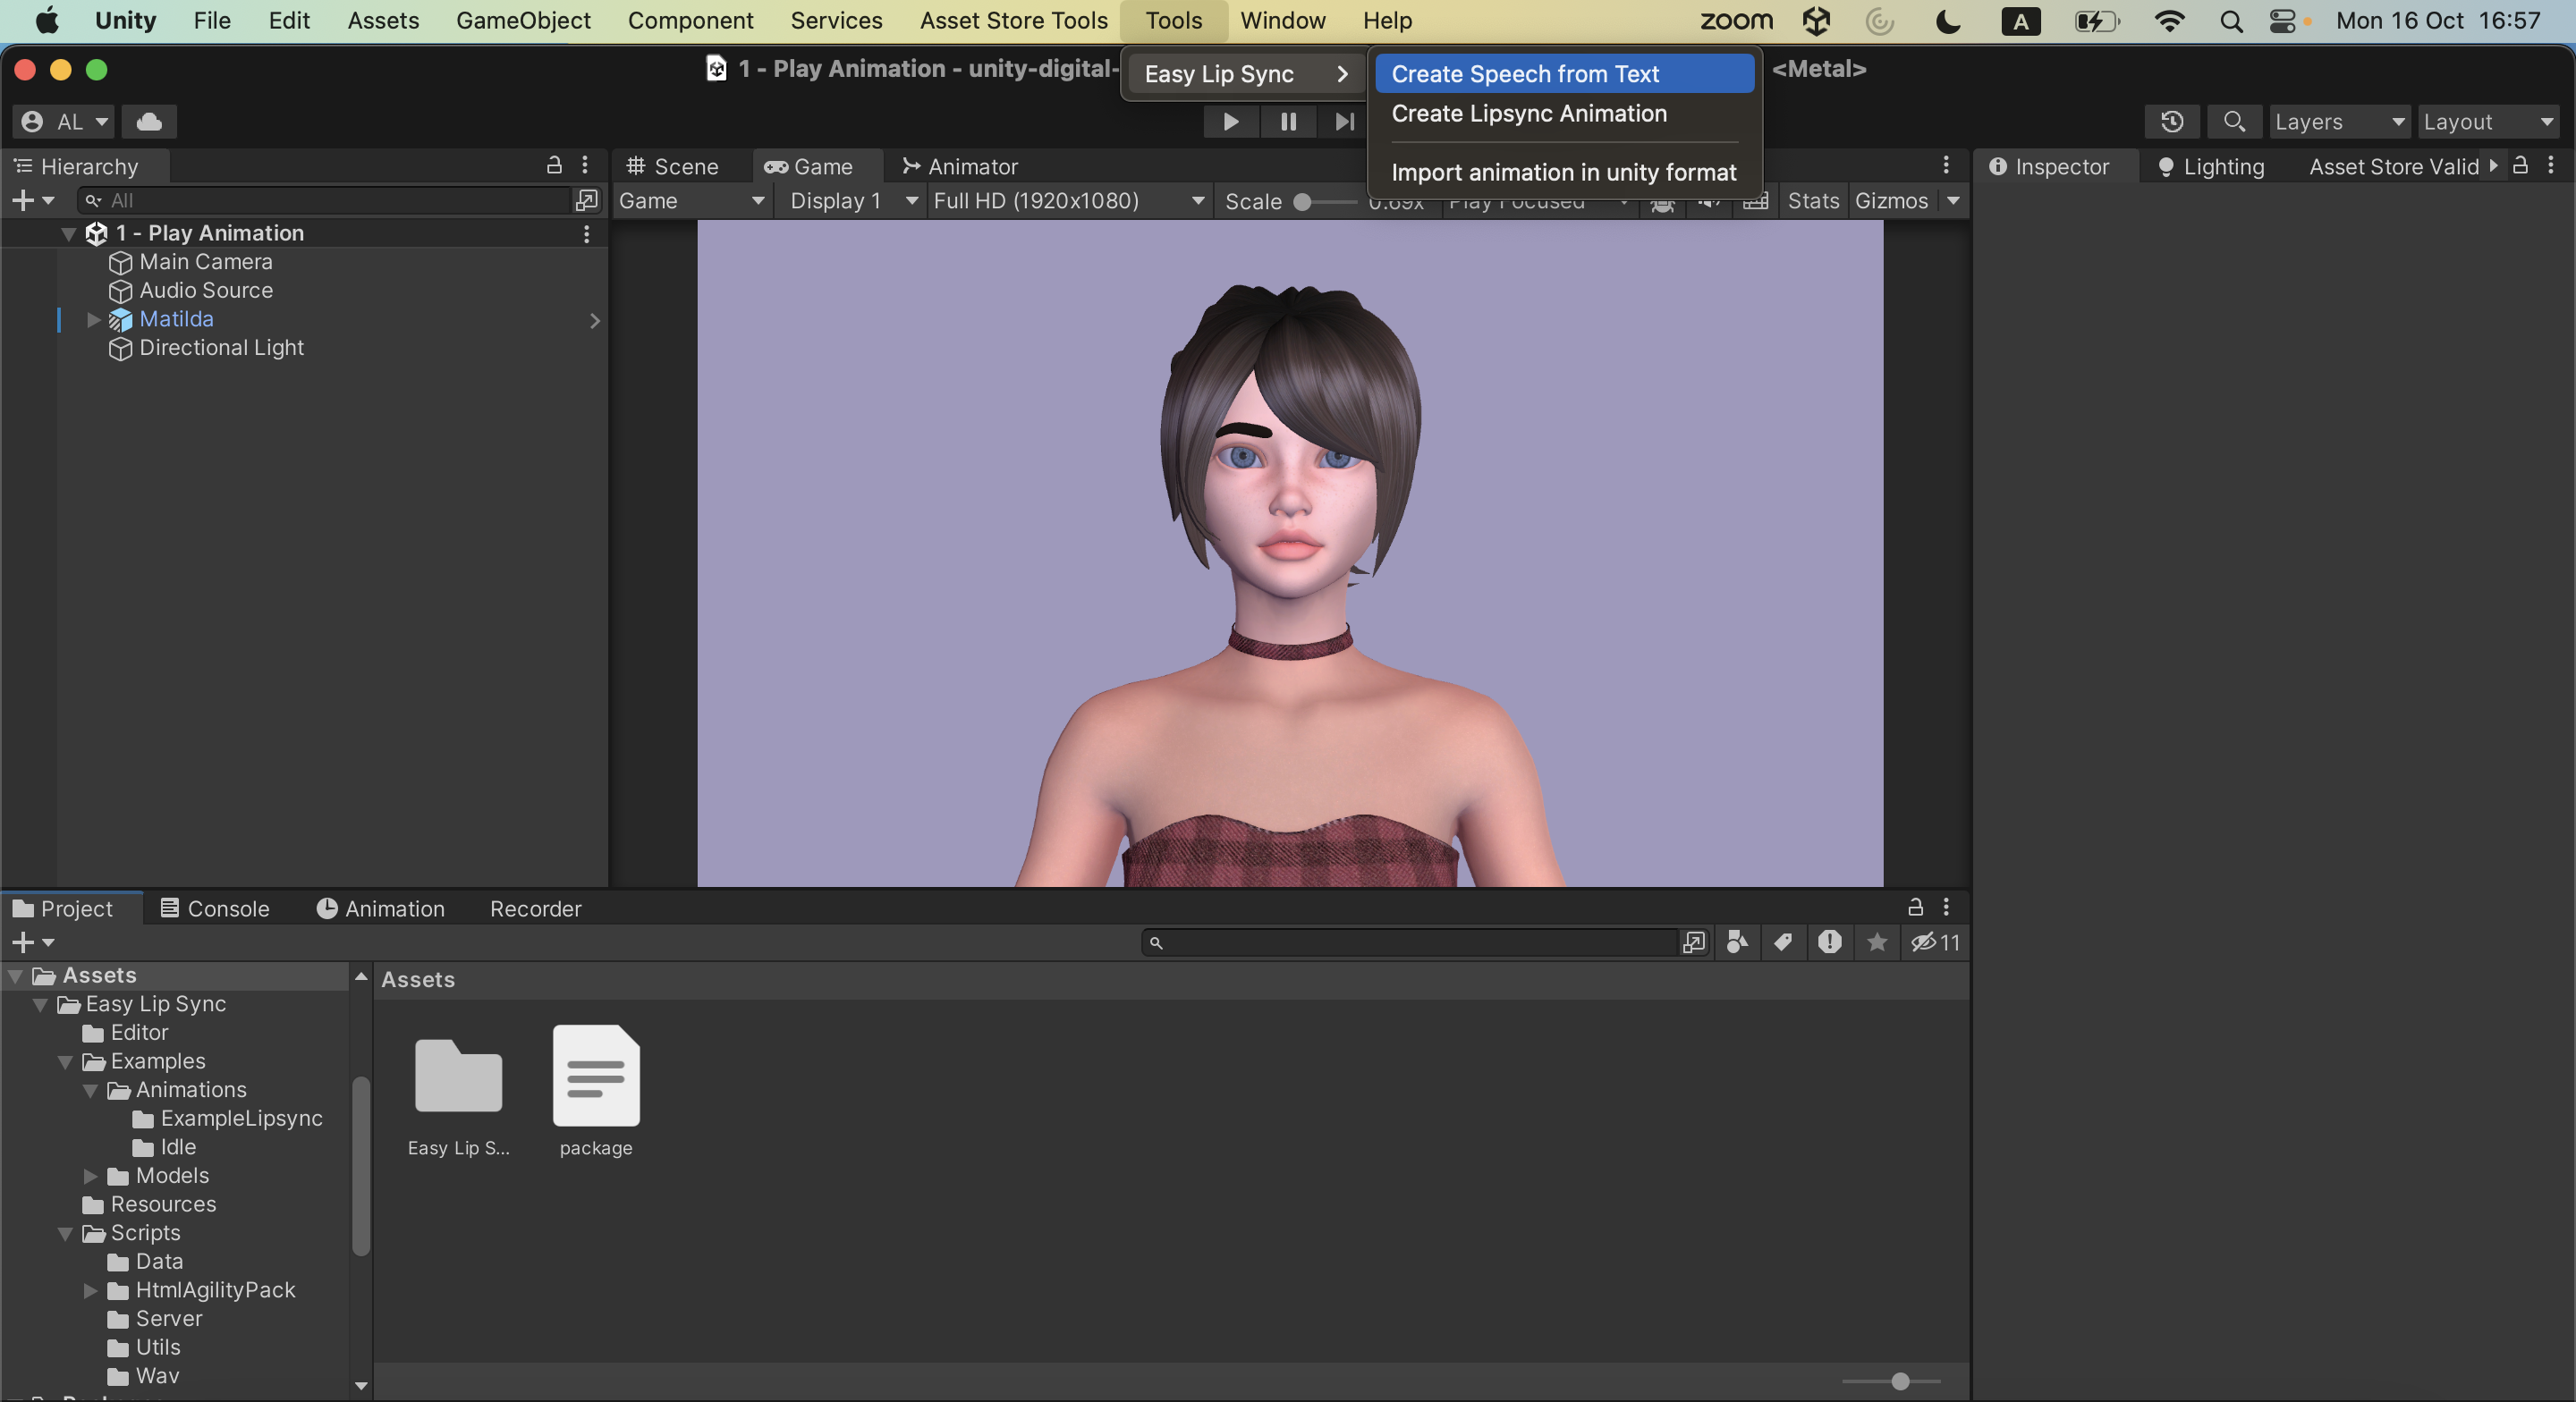 Unity File Edit Assets GameObject Component Services Asset Store Tools Tools Window Help zoom A Mon 16 Oct 16:57
1 - Play Animation - unity-digital- <Metal>
Easy Lip Sync
Create Speech from Text
Create Lipsync Animation
Import animation in unity format
AL
Layers Layout
Hierarchy
All
1 - Play Animation
Main Camera
Audio Source
Matilda
Directional Light
Scene Game Animator
Game Display 1 Full HD (1920x1080) Scale 0.69x Play Focused Stats Gizmos
Inspector Lighting Asset Store Valid
Project Console Animation Recorder
11
Assets
Easy Lip Sync
Editor
Examples
Animations
ExampleLipsync
Idle
Models
Resources
Scripts
Data
HtmlAgilityPack
Server
Utils
Wav
Assets
Easy Lip S...
package